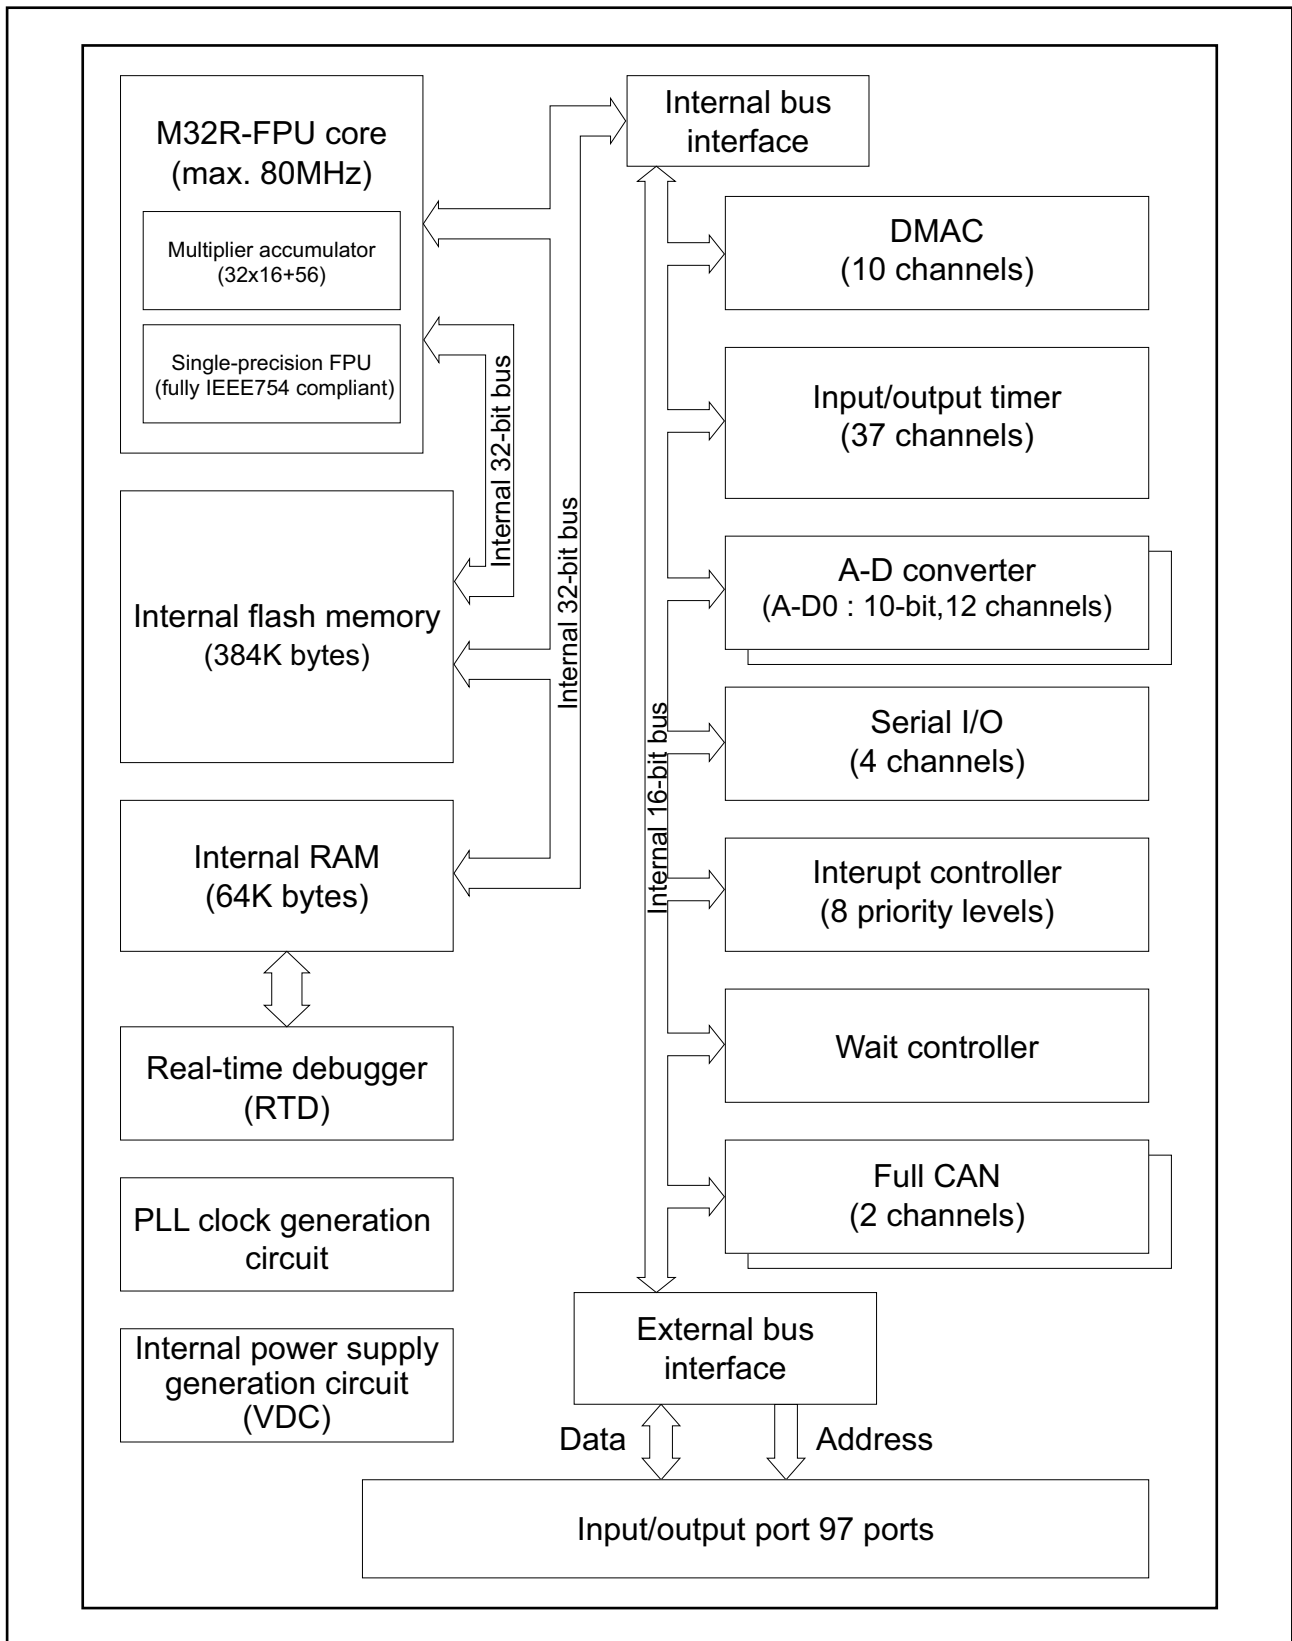 M32R-FPU core
(max. 80MHz)
Multiplier accumulator
(32x16+56)
Single-precision FPU
(fully IEEE754 compliant)
Internal flash memory
(384K bytes)
Internal RAM
(64K bytes)
Real-time debugger
(RTD)
PLL clock generation
circuit
Internal power supply
generation circuit
(VDC)
Internal 32-bit bus
Internal 32-bit bus
Internal bus
interface
Internal 16-bit bus
DMAC
(10 channels)
Input/output timer
(37 channels)
A-D converter
(A-D0 : 10-bit,12 channels)
Serial I/O
(4 channels)
Interupt controller
(8 priority levels)
Wait controller
Full CAN
(2 channels)
External bus
interface
Data
Address
Input/output port 97 ports